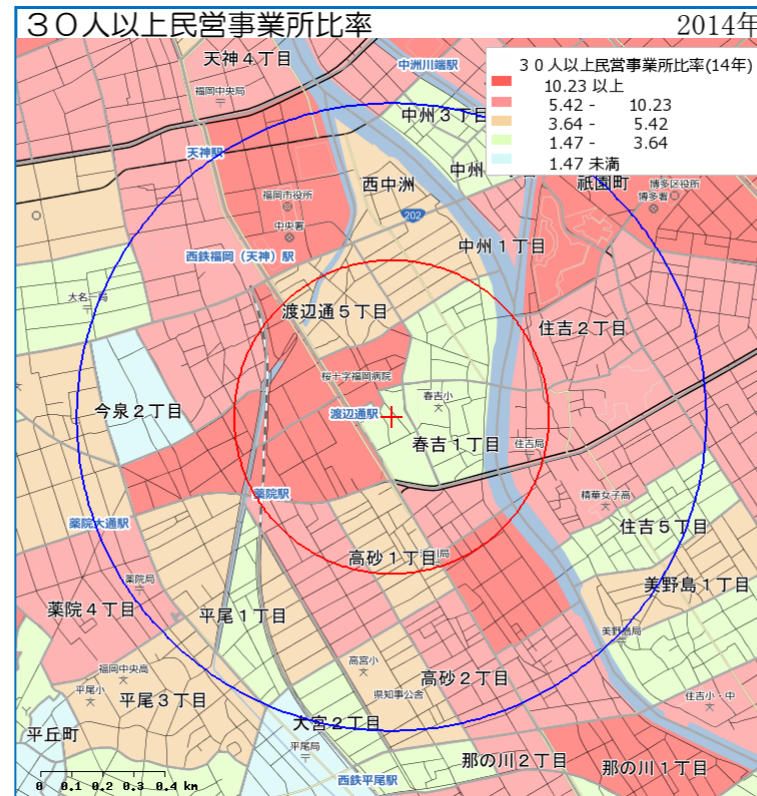 ３０人以上民営事業所比率
2014年
３０人以上民営事業所比率(14年)
10.23 以上
5.42 - 10.23
3.64 - 5.42
1.47 - 3.64
1.47 未満
天神４丁目
中洲川端駅
福岡中央局
中州３丁目
中州
天神駅
西中洲
祇園町
博多区役所
博多署
福岡市役所
中央署
202
中州１丁目
西鉄福岡（天神）駅
大名二局
渡辺通５丁目
住吉２丁目
桜十字福岡病院
今泉２丁目
春吉小
渡辺通駅
春吉１丁目
住吉局
薬院駅
精華女子高
薬院大通駅
住吉５丁目
高砂１丁目
局
薬院局
美野島１丁目
薬院４丁目
平尾１丁目
美野島局
高宮小
福岡中央高
高砂２丁目
平尾小
平尾３丁目
県知事公舎
住吉小・中
大宮２丁目
平丘町
平尾局
那の川２丁目
那の川１丁目
西鉄平尾駅
0 0.1 0.2 0.3 0.4 km